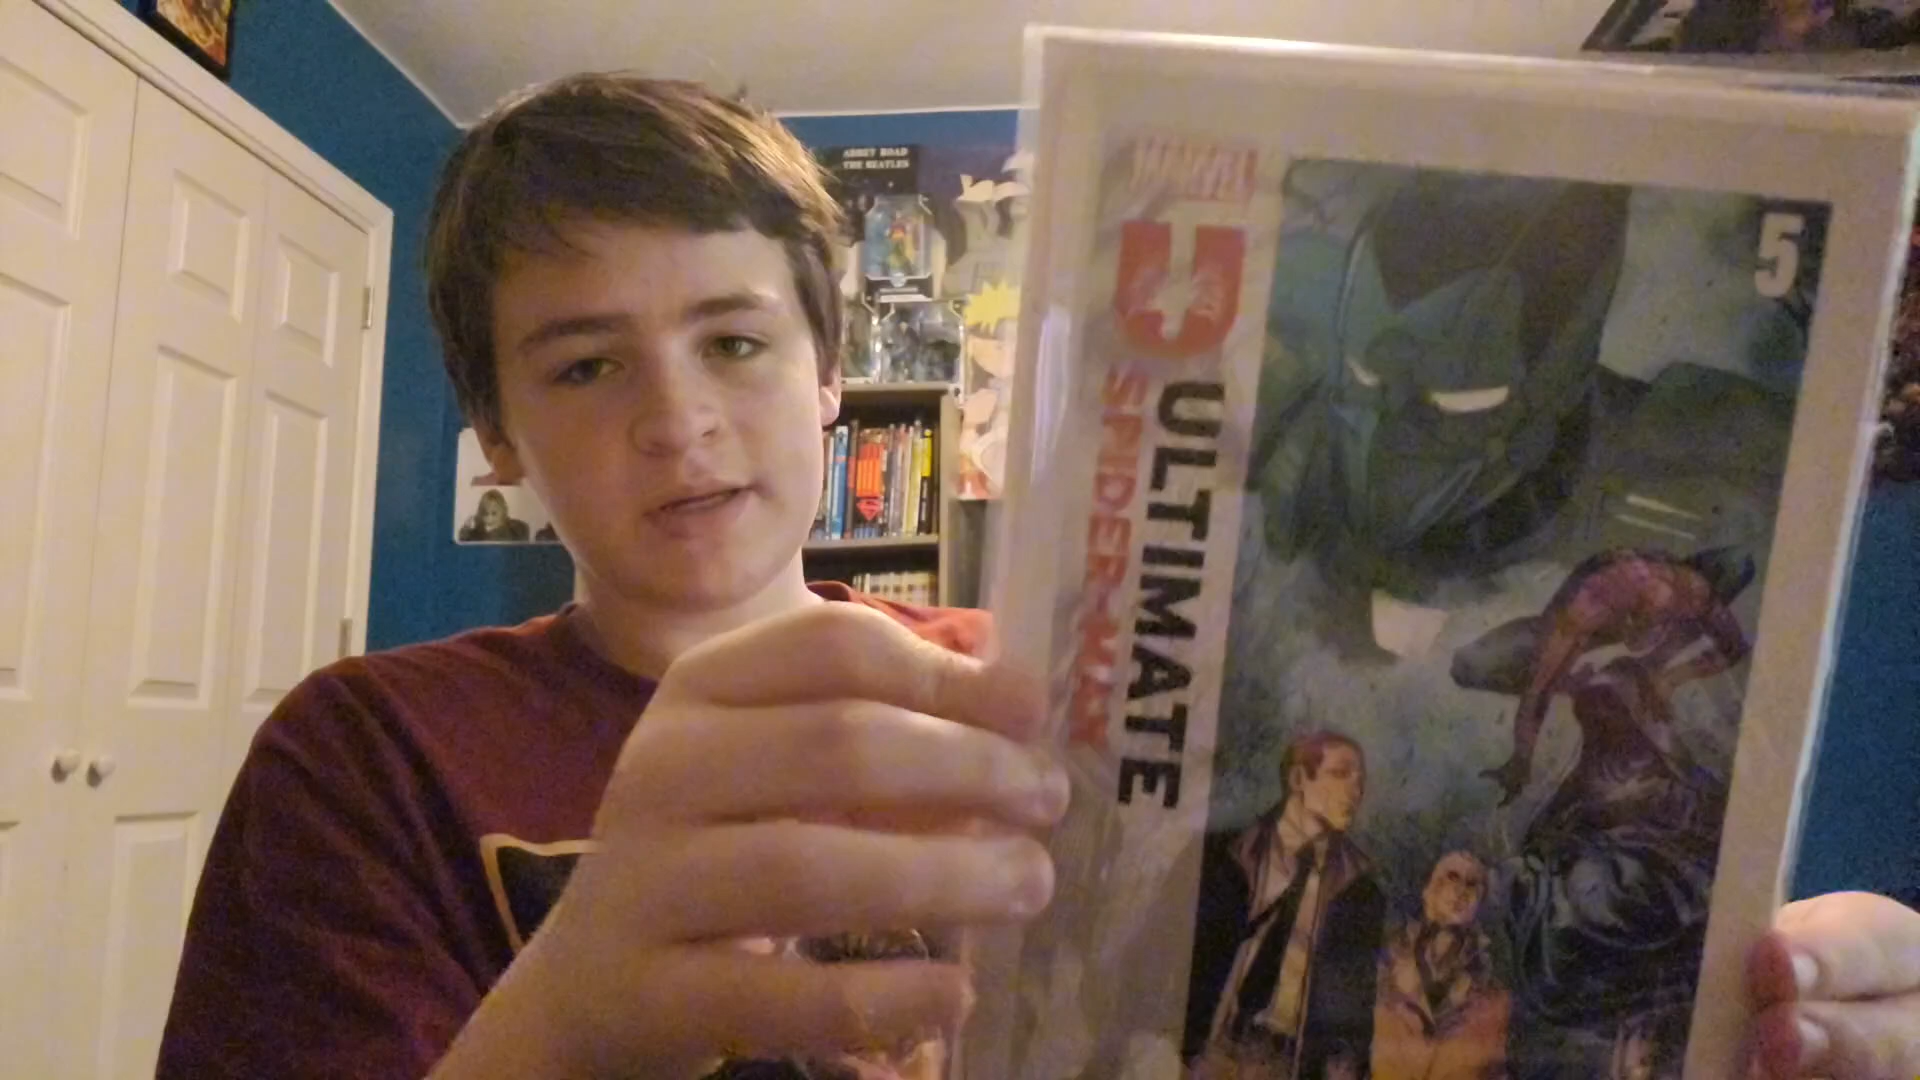 ABBEY ROAD
THE BEATLES
MARVEL
ULTIMATE
SPIDER-MAN
5